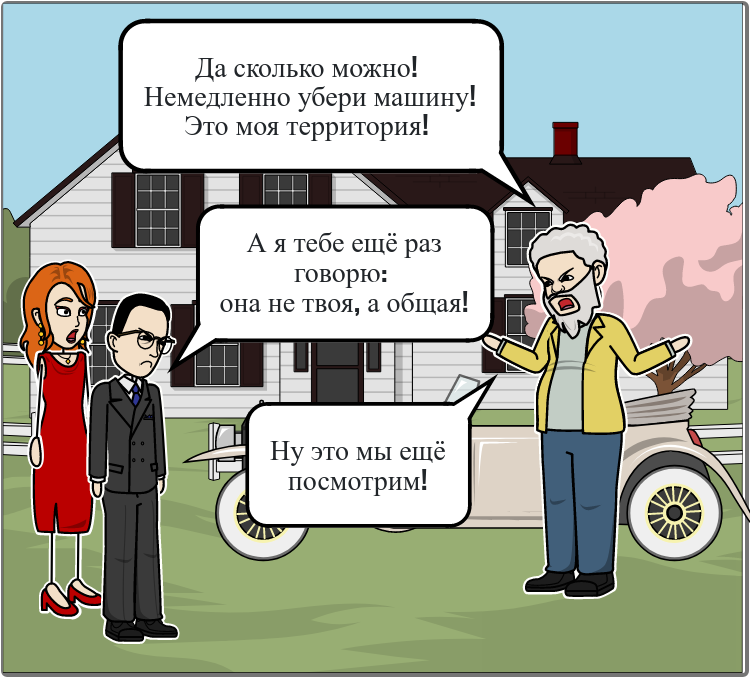 Да сколько можно!
Немедленно убери машину!
Это моя территория!
А я тебе ещё раз
говорю:
она не твоя, а общая!
Ну это мы ещё
посмотрим!